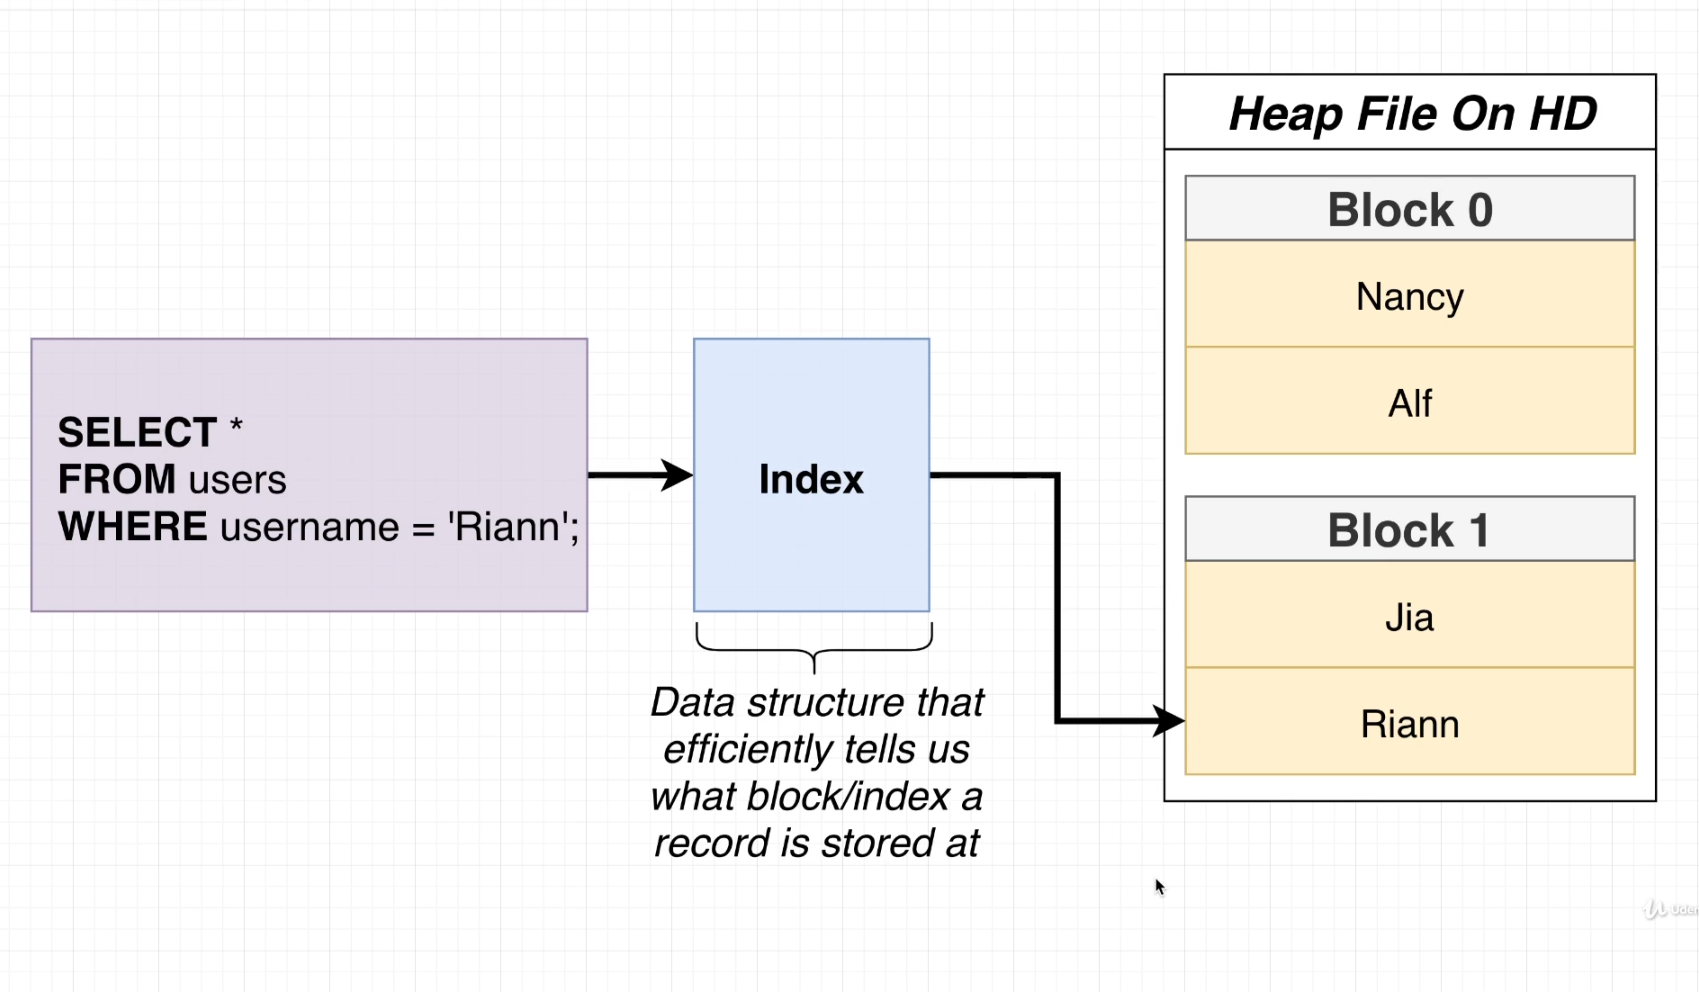 SELECT *
FROM users
WHERE username = 'Riann';
Index
Data structure that
efficiently tells us
what block/index a
record is stored at
Heap File On HD
Block 0
Nancy
Alf
Block 1
Jia
Riann